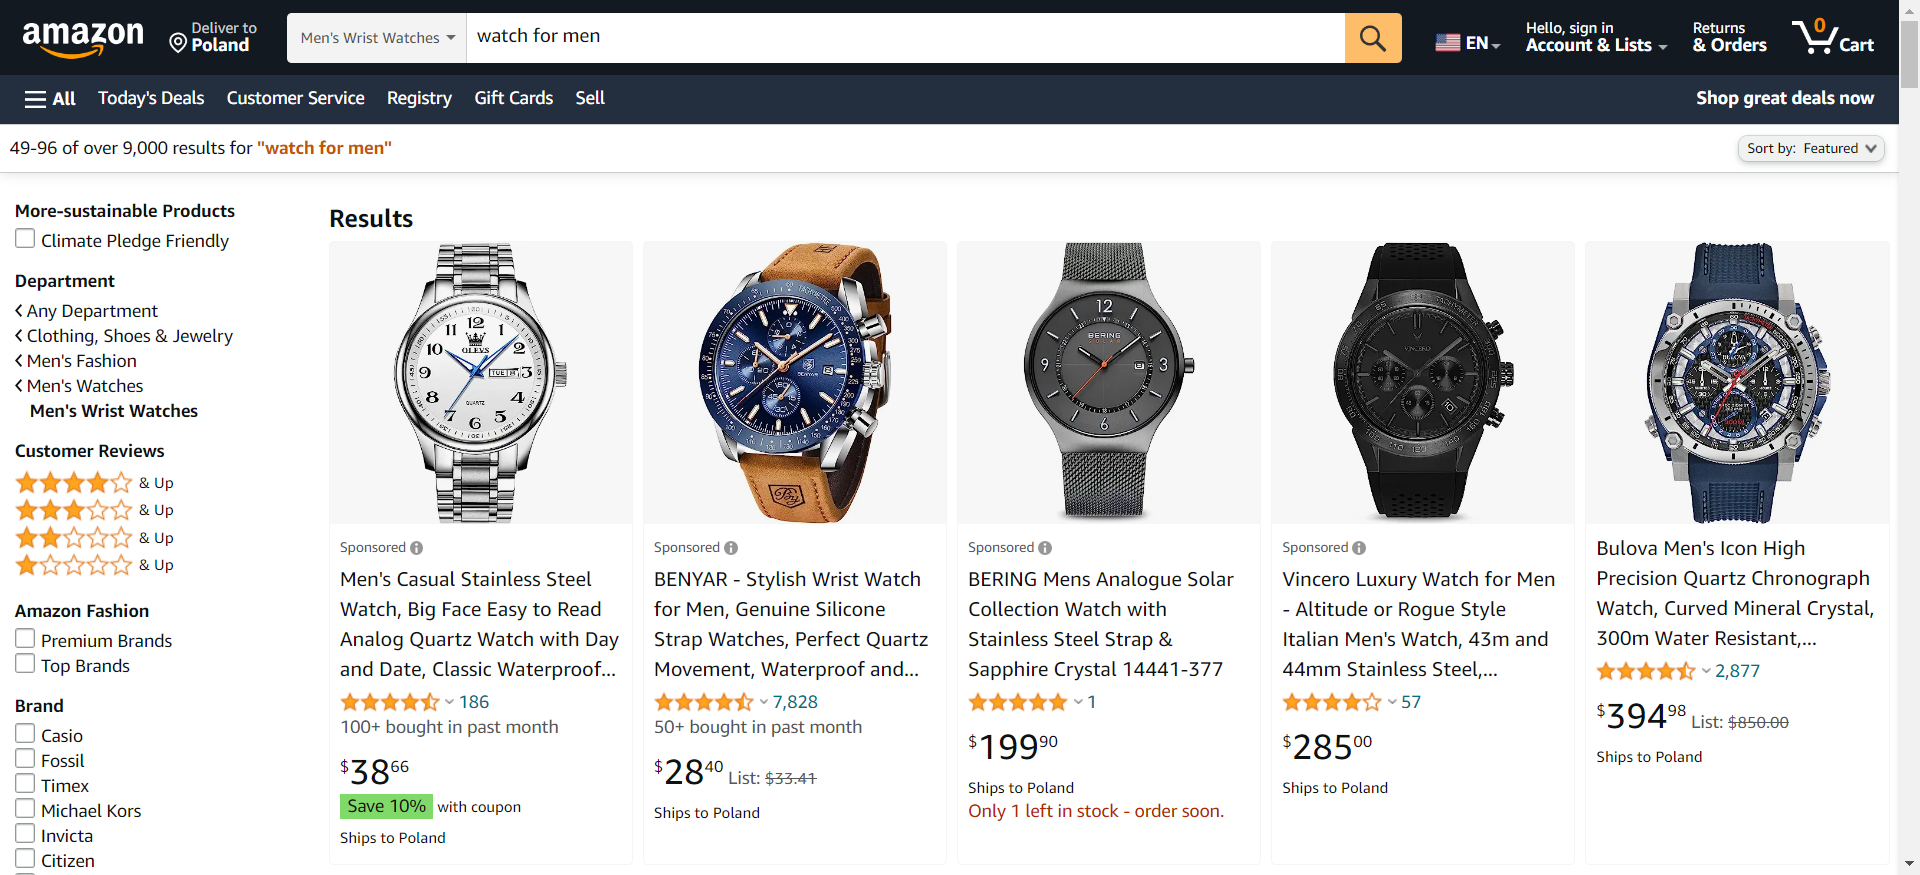 amazon
Deliver to
Poland
Men's Wrist Watches
watch for men
EN
Hello, sign in
Account & Lists
Returns
& Orders
0
Cart
All
Today's Deals
Customer Service
Registry
Gift Cards
Sell
Shop great deals now
49-96 of over 9,000 results for "watch for men"
Sort by: Featured
More-sustainable Products
Climate Pledge Friendly
Department
Any Department
Clothing, Shoes & Jewelry
Men's Fashion
Men's Watches
Men's Wrist Watches
Customer Reviews
& Up
& Up
& Up
& Up
Amazon Fashion
Premium Brands
Top Brands
Brand
Casio
Fossil
Timex
Michael Kors
Invicta
Citizen
Results
OLEVS
QUARTZ
Sponsored
Men's Casual Stainless Steel
Watch, Big Face Easy to Read
Analog Quartz Watch with Day
and Date, Classic Waterproof...
186
100+ bought in past month
$38 66
Save 10% with coupon
Ships to Poland
TACHYMETRE
BENYAR
Sponsored
BENYAR - Stylish Wrist Watch
for Men, Genuine Silicone
Strap Watches, Perfect Quartz
Movement, Waterproof and...
7,828
50+ bought in past month
$28 40 List: $33.41
Ships to Poland
12
BERING
SOLAR
9
6
Sponsored
BERING Mens Analogue Solar
Collection Watch with
Stainless Steel Strap &
Sapphire Crystal 14441-377
1
$199 90
Ships to Poland
Only 1 left in stock - order soon.
VINCERO
Sponsored
Vincero Luxury Watch for Men
- Altitude or Rogue Style
Italian Men's Watch, 43m and
44mm Stainless Steel,...
57
$285 00
Ships to Poland
Bulova Men's Icon High
Precision Quartz Chronograph
Watch, Curved Mineral Crystal,
300m Water Resistant,...
2,877
$394 98 List: $850.00
Ships to Poland